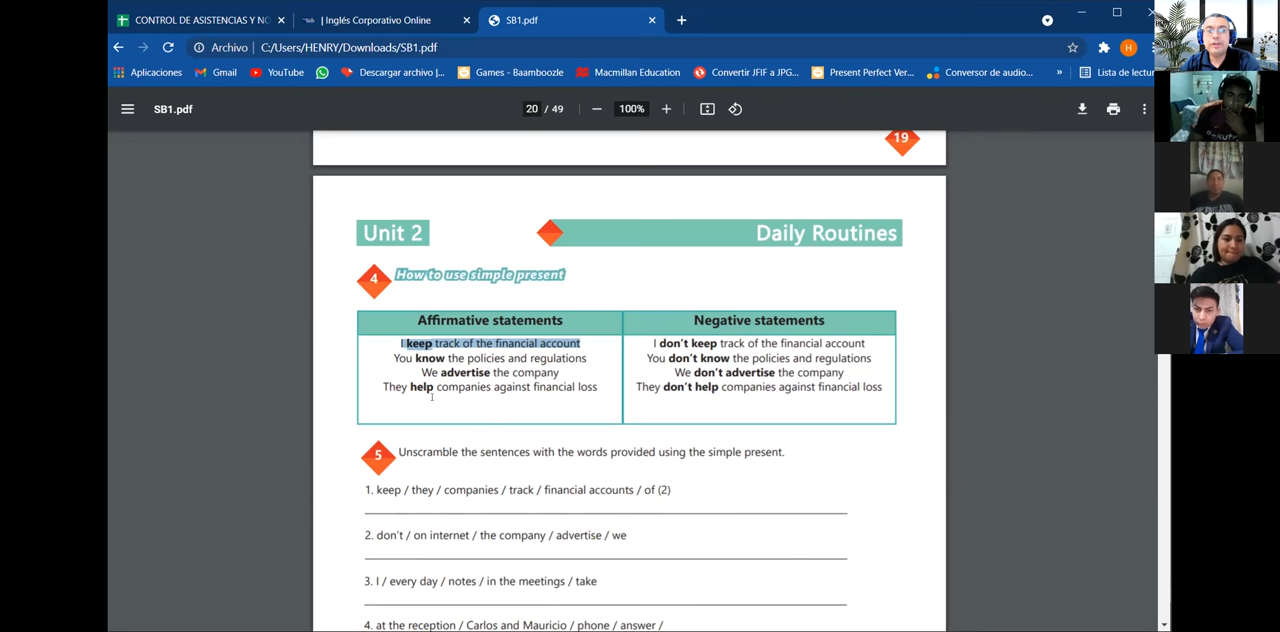 CONTROL DE ASISTENCIAS Y NO
| Inglés Corporativo Online
SB1.pdf
Archivo | C:/Users/HENRY/Downloads/SB1.pdf
H
Aplicaciones
Gmail
YouTube
Descargar archivo |...
Games - Baamboozle
Macmillan Education
Convertir JFIF a JPG...
Present Perfect Ver...
Conversor de audio...
»
Lista de lectu
SB1.pdf
20 / 49
100%
19
Unit 2
Daily Routines
4
How to use simple present
Affirmative statements
Negative statements
I keep track of the financial account
I don't keep track of the financial account
You know the policies and regulations
You don't know the policies and regulations
We advertise the company
We don't advertise the company
They help companies against financial loss
They don't help companies against financial loss
5
Unscramble the sentences with the words provided using the simple present.
1. keep / they / companies / track / financial accounts / of (2)
2. don't / on internet / the company / advertise / we
3. I / every day / notes / in the meetings / take
4. at the reception / Carlos and Mauricio / phone / answer /